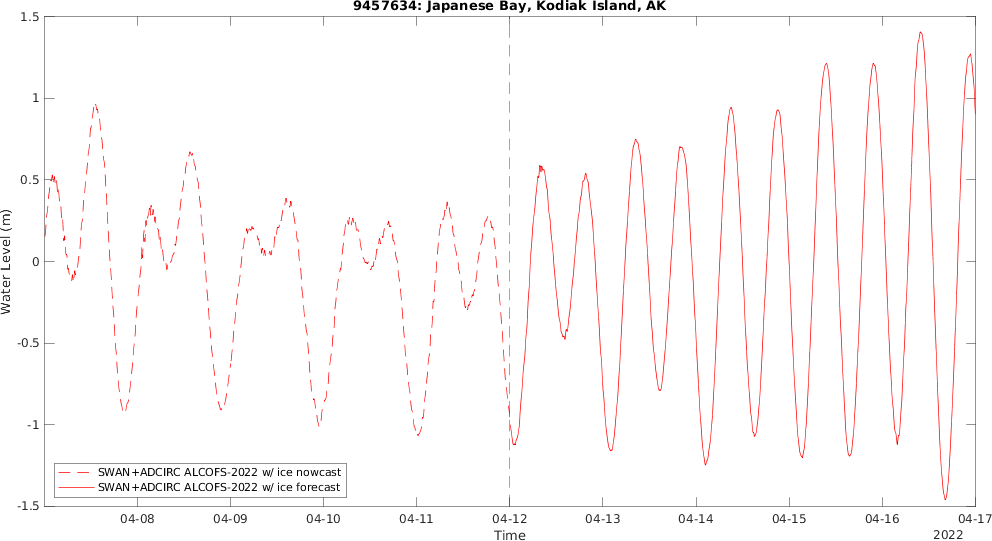 9457634: Japanese Bay, Kodiak Island, AK
1.5
1
0.5
0
-0.5
-1
-1.5
Water Level (m)
SWAN+ADCIRC ALCOFS-2022 w/ ice nowcast
SWAN+ADCIRC ALCOFS-2022 w/ ice forecast
04-08 04-09 04-10 04-11 04-12 04-13 04-14 04-15 04-16 04-17
Time
2022